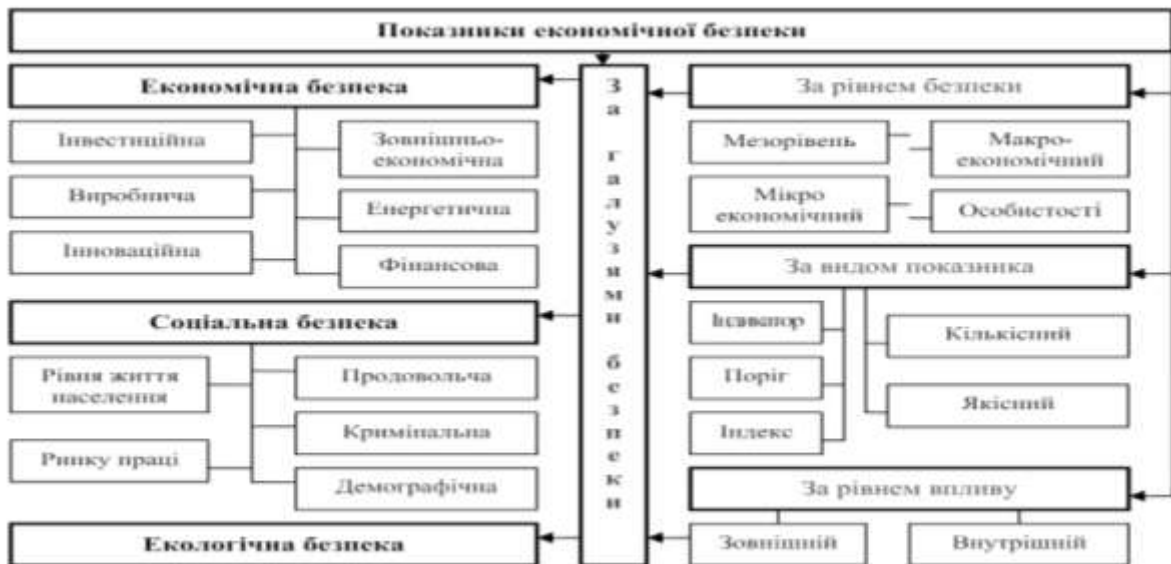 Показники економічної безпеки
Економічна безпека
Інвестиційна
Зовнішньо-
економічна
Виробнича
Енергетична
Інноваційна
Фінансова
Соціальна безпека
Рівня життя
населення
Продовольча
Кримінальна
Ринку праці
Демографічна
Екологічна безпека
За галузями безпеки
За рівнем безпеки
Мезорівень
Макро-
економічний
Мікро
економічний
Особистості
За видом показника
Індикатор
Кількісний
Поріг
Якісний
Індекс
За рівнем впливу
Зовнішній
Внутрішній